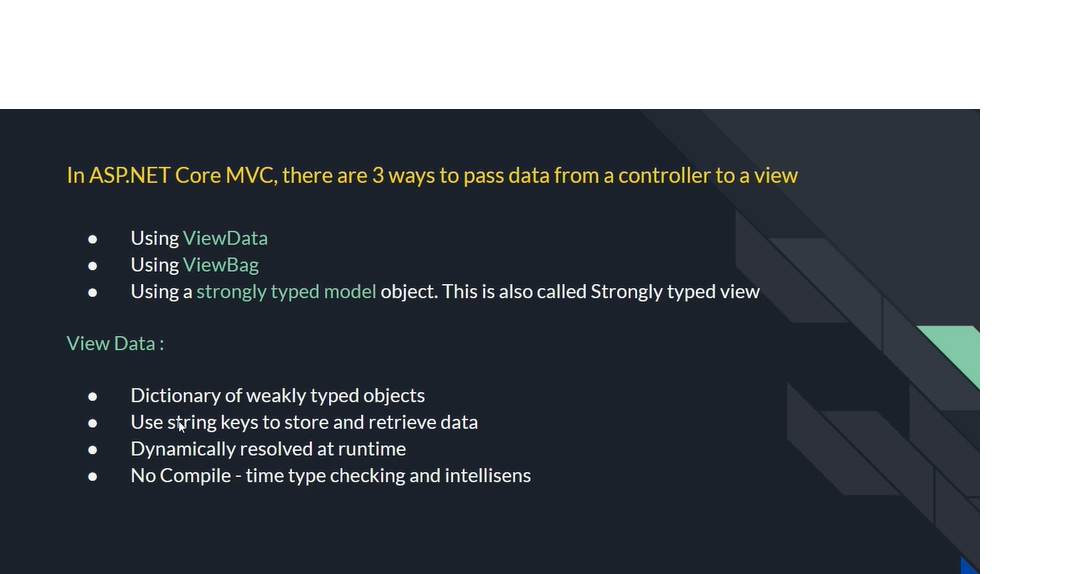 In ASP.NET Core MVC, there are 3 ways to pass data from a controller to a view
● Using ViewData
● Using ViewBag
● Using a strongly typed model object. This is also called Strongly typed view
View Data :
● Dictionary of weakly typed objects
● Use string keys to store and retrieve data
● Dynamically resolved at runtime
● No Compile - time type checking and intellisens